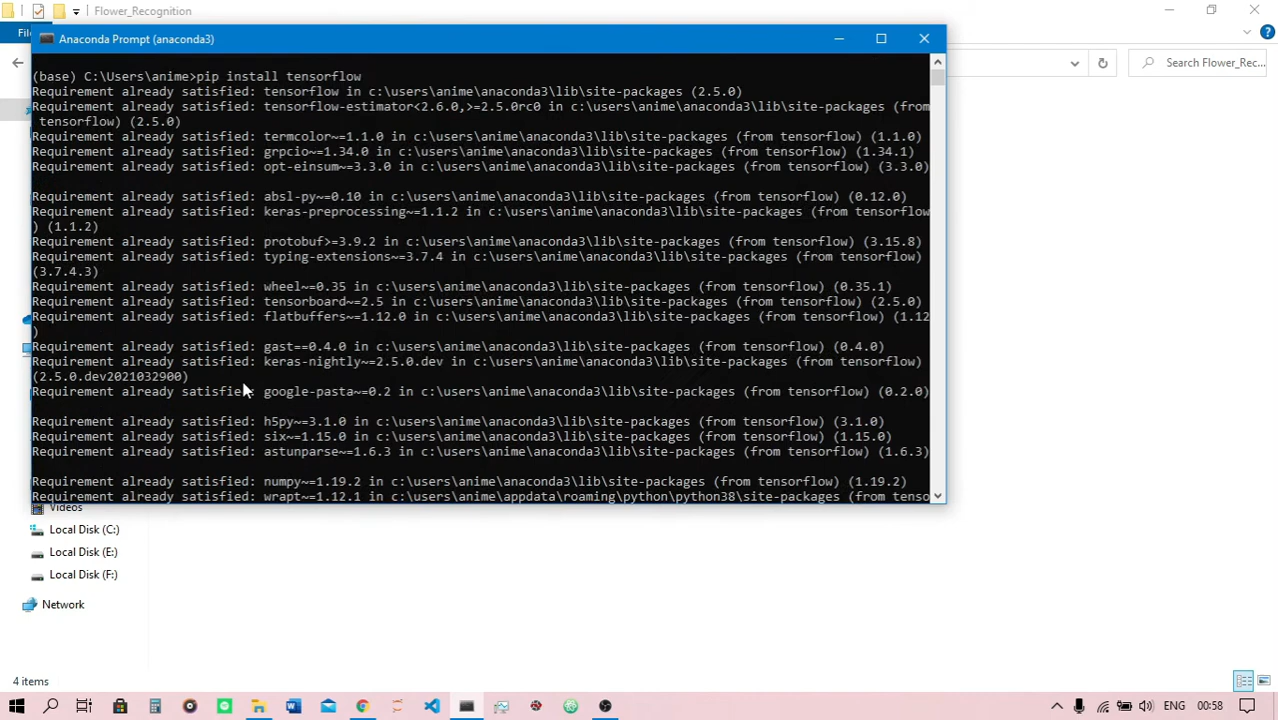 Flower_Recognition
Anaconda Prompt (anaconda3)
Search Flower_Rec...
(base) C:\Users\anime>pip install tensorflow
Requirement already satisfied: tensorflow in c:\users\anime\anaconda3\lib\site-packages (2.5.0)
Requirement already satisfied: tensorflow-estimator<2.6.0,>=2.5.0rc0 in c:\users\anime\anaconda3\lib\site-packages (from
tensorflow) (2.5.0)
Requirement already satisfied: termcolor~=1.1.0 in c:\users\anime\anaconda3\lib\site-packages (from tensorflow) (1.1.0)
Requirement already satisfied: grpcio~=1.34.0 in c:\users\anime\anaconda3\lib\site-packages (from tensorflow) (1.34.1)
Requirement already satisfied: opt-einsum~=3.3.0 in c:\users\anime\anaconda3\lib\site-packages (from tensorflow) (3.3.0)
Requirement already satisfied: absl-py~=0.10 in c:\users\anime\anaconda3\lib\site-packages (from tensorflow) (0.12.0)
Requirement already satisfied: keras-preprocessing~=1.1.2 in c:\users\anime\anaconda3\lib\site-packages (from tensorflow
) (1.1.2)
Requirement already satisfied: protobuf>=3.9.2 in c:\users\anime\anaconda3\lib\site-packages (from tensorflow) (3.15.8)
Requirement already satisfied: typing-extensions~=3.7.4 in c:\users\anime\anaconda3\lib\site-packages (from tensorflow)
(3.7.4.3)
Requirement already satisfied: wheel~=0.35 in c:\users\anime\anaconda3\lib\site-packages (from tensorflow) (0.35.1)
Requirement already satisfied: tensorboard~=2.5 in c:\users\anime\anaconda3\lib\site-packages (from tensorflow) (2.5.0)
Requirement already satisfied: flatbuffers~=1.12.0 in c:\users\anime\anaconda3\lib\site-packages (from tensorflow) (1.12
)
Requirement already satisfied: gast==0.4.0 in c:\users\anime\anaconda3\lib\site-packages (from tensorflow) (0.4.0)
Requirement already satisfied: keras-nightly~=2.5.0.dev in c:\users\anime\anaconda3\lib\site-packages (from tensorflow)
(2.5.0.dev2021032900)
Requirement already satisfied: google-pasta~=0.2 in c:\users\anime\anaconda3\lib\site-packages (from tensorflow) (0.2.0)
Requirement already satisfied: h5py~=3.1.0 in c:\users\anime\anaconda3\lib\site-packages (from tensorflow) (3.1.0)
Requirement already satisfied: six~=1.15.0 in c:\users\anime\anaconda3\lib\site-packages (from tensorflow) (1.15.0)
Requirement already satisfied: astunparse~=1.6.3 in c:\users\anime\anaconda3\lib\site-packages (from tensorflow) (1.6.3)
Requirement already satisfied: numpy~=1.19.2 in c:\users\anime\anaconda3\lib\site-packages (from tensorflow) (1.19.2)
Requirement already satisfied: wrapt~=1.12.1 in c:\users\anime\appdata\roaming\python\python38\site-packages (from tenso
Videos
Local Disk (C:)
Local Disk (E:)
Local Disk (F:)
Network
4 items
ENG
00:58